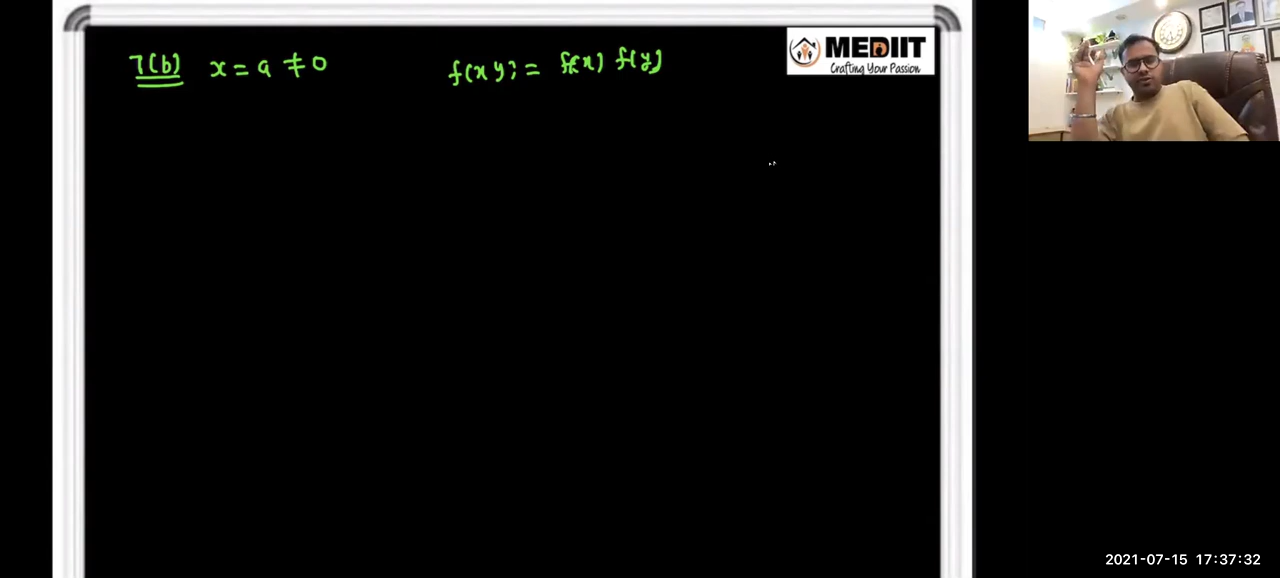 7(b) x = a ≠ 0 f(xy) = f(x) f(y)
MEDIIT
Crafting Your Passion
2021-07-15 17:37:32